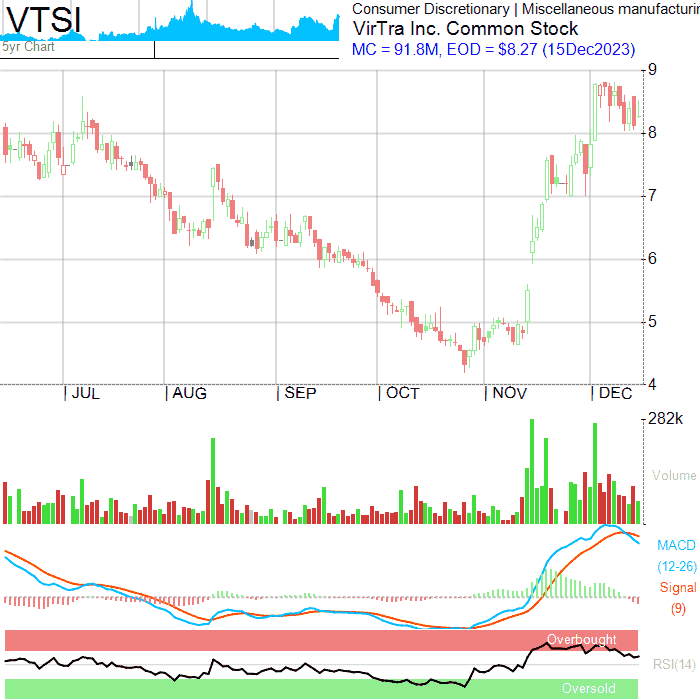 VTSI
5yr Chart
Consumer Discretionary | Miscellaneous manufacturin
VirTra Inc. Common Stock
MC = 91.8M, EOD = $8.27 (15Dec2023)
9
8
7
6
5
4
JUL
AUG
SEP
OCT
NOV
DEC
282k
Volume
MACD
(12-26)
Signal
(9)
Overbought
RSI(14)
Oversold